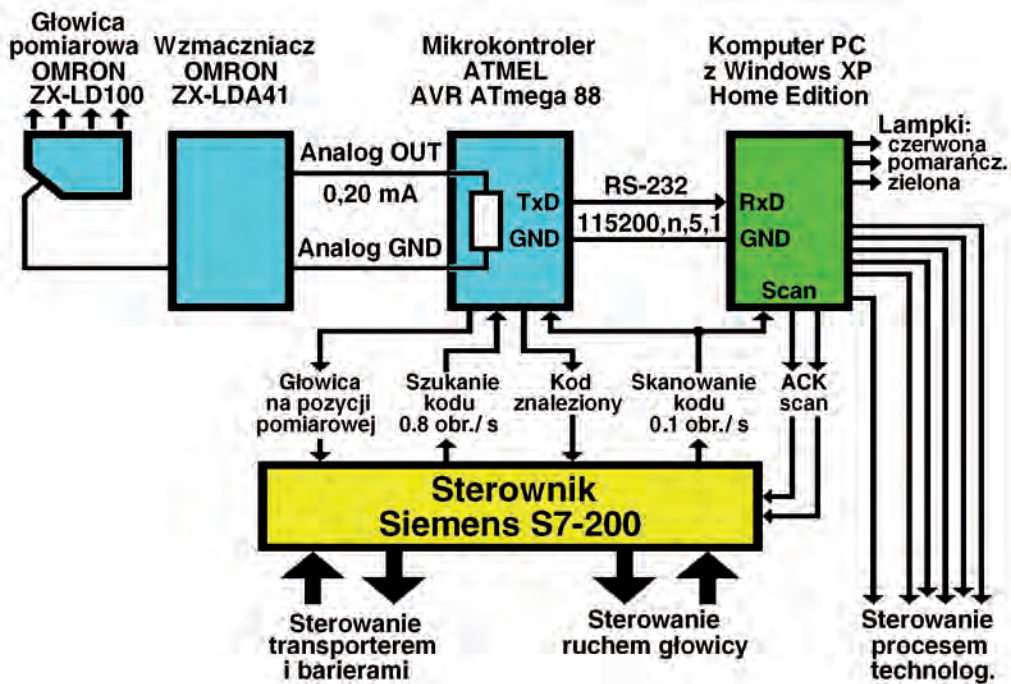 Głowica
pomiarowa
OMRON
ZX-LD100
Wzmacniacz
OMRON
ZX-LDA41
Mikrokontroler
ATMEL
AVR ATmega 88
Komputer PC
z Windows XP
Home Edition
Lampki:
czerwona
pomarańcz.
zielona
Analog OUT
0,20 mA
Analog GND
TxD
GND
RS-232
115200,n,5,1
RxD
GND
Scan
Głowica
na pozycji
pomiarowej
Szukanie
kodu
0.8 obr./ s
Kod
znaleziony
Skanowanie
kodu
0.1 obr./ s
ACK
scan
Sterownik
Siemens S7-200
Sterowanie
transporterem
i barierami
Sterowanie
ruchem głowicy
Sterowanie
procesem
technolog.